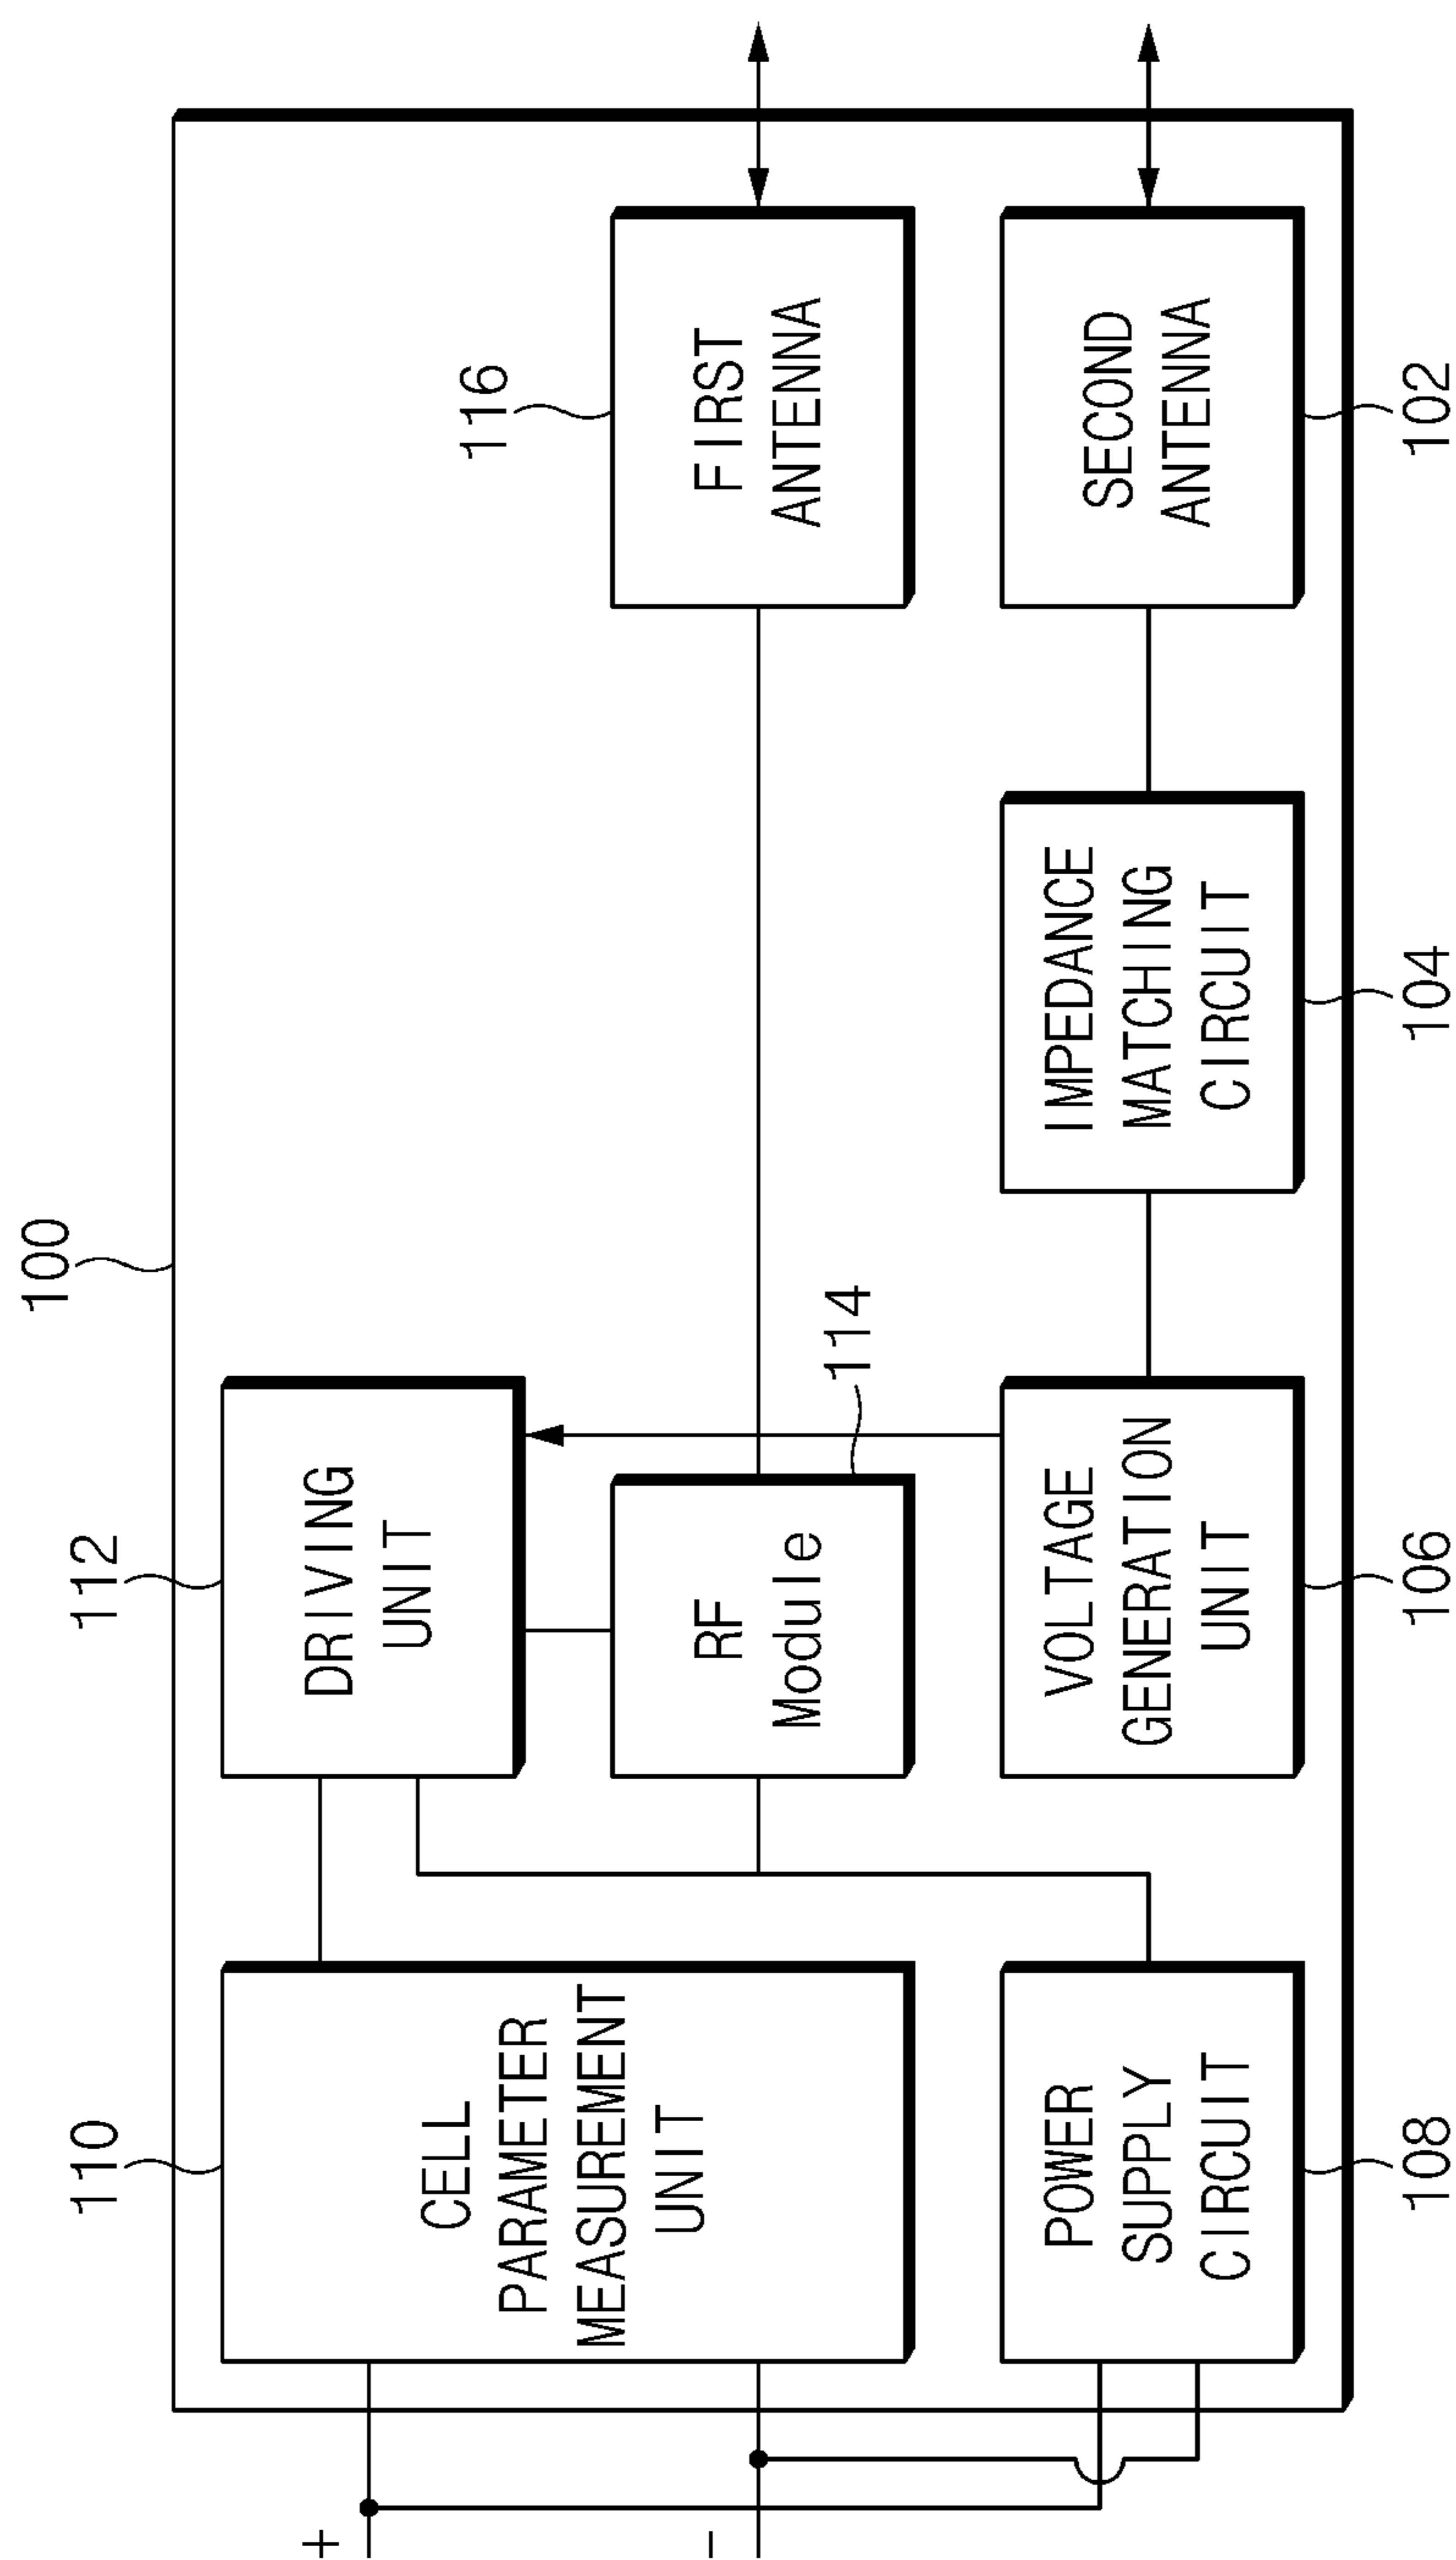 100
110
112
116
CELL
PARAMETER
MEASUREMENT
UNIT
DRIVING
UNIT
FIRST
ANTENNA
RF
Module
114
POWER
SUPPLY
CIRCUIT
VOLTAGE
GENERATION
UNIT
IMPEDANCE
MATCHING
CIRCUIT
SECOND
ANTENNA
108
106
104
102
+
-